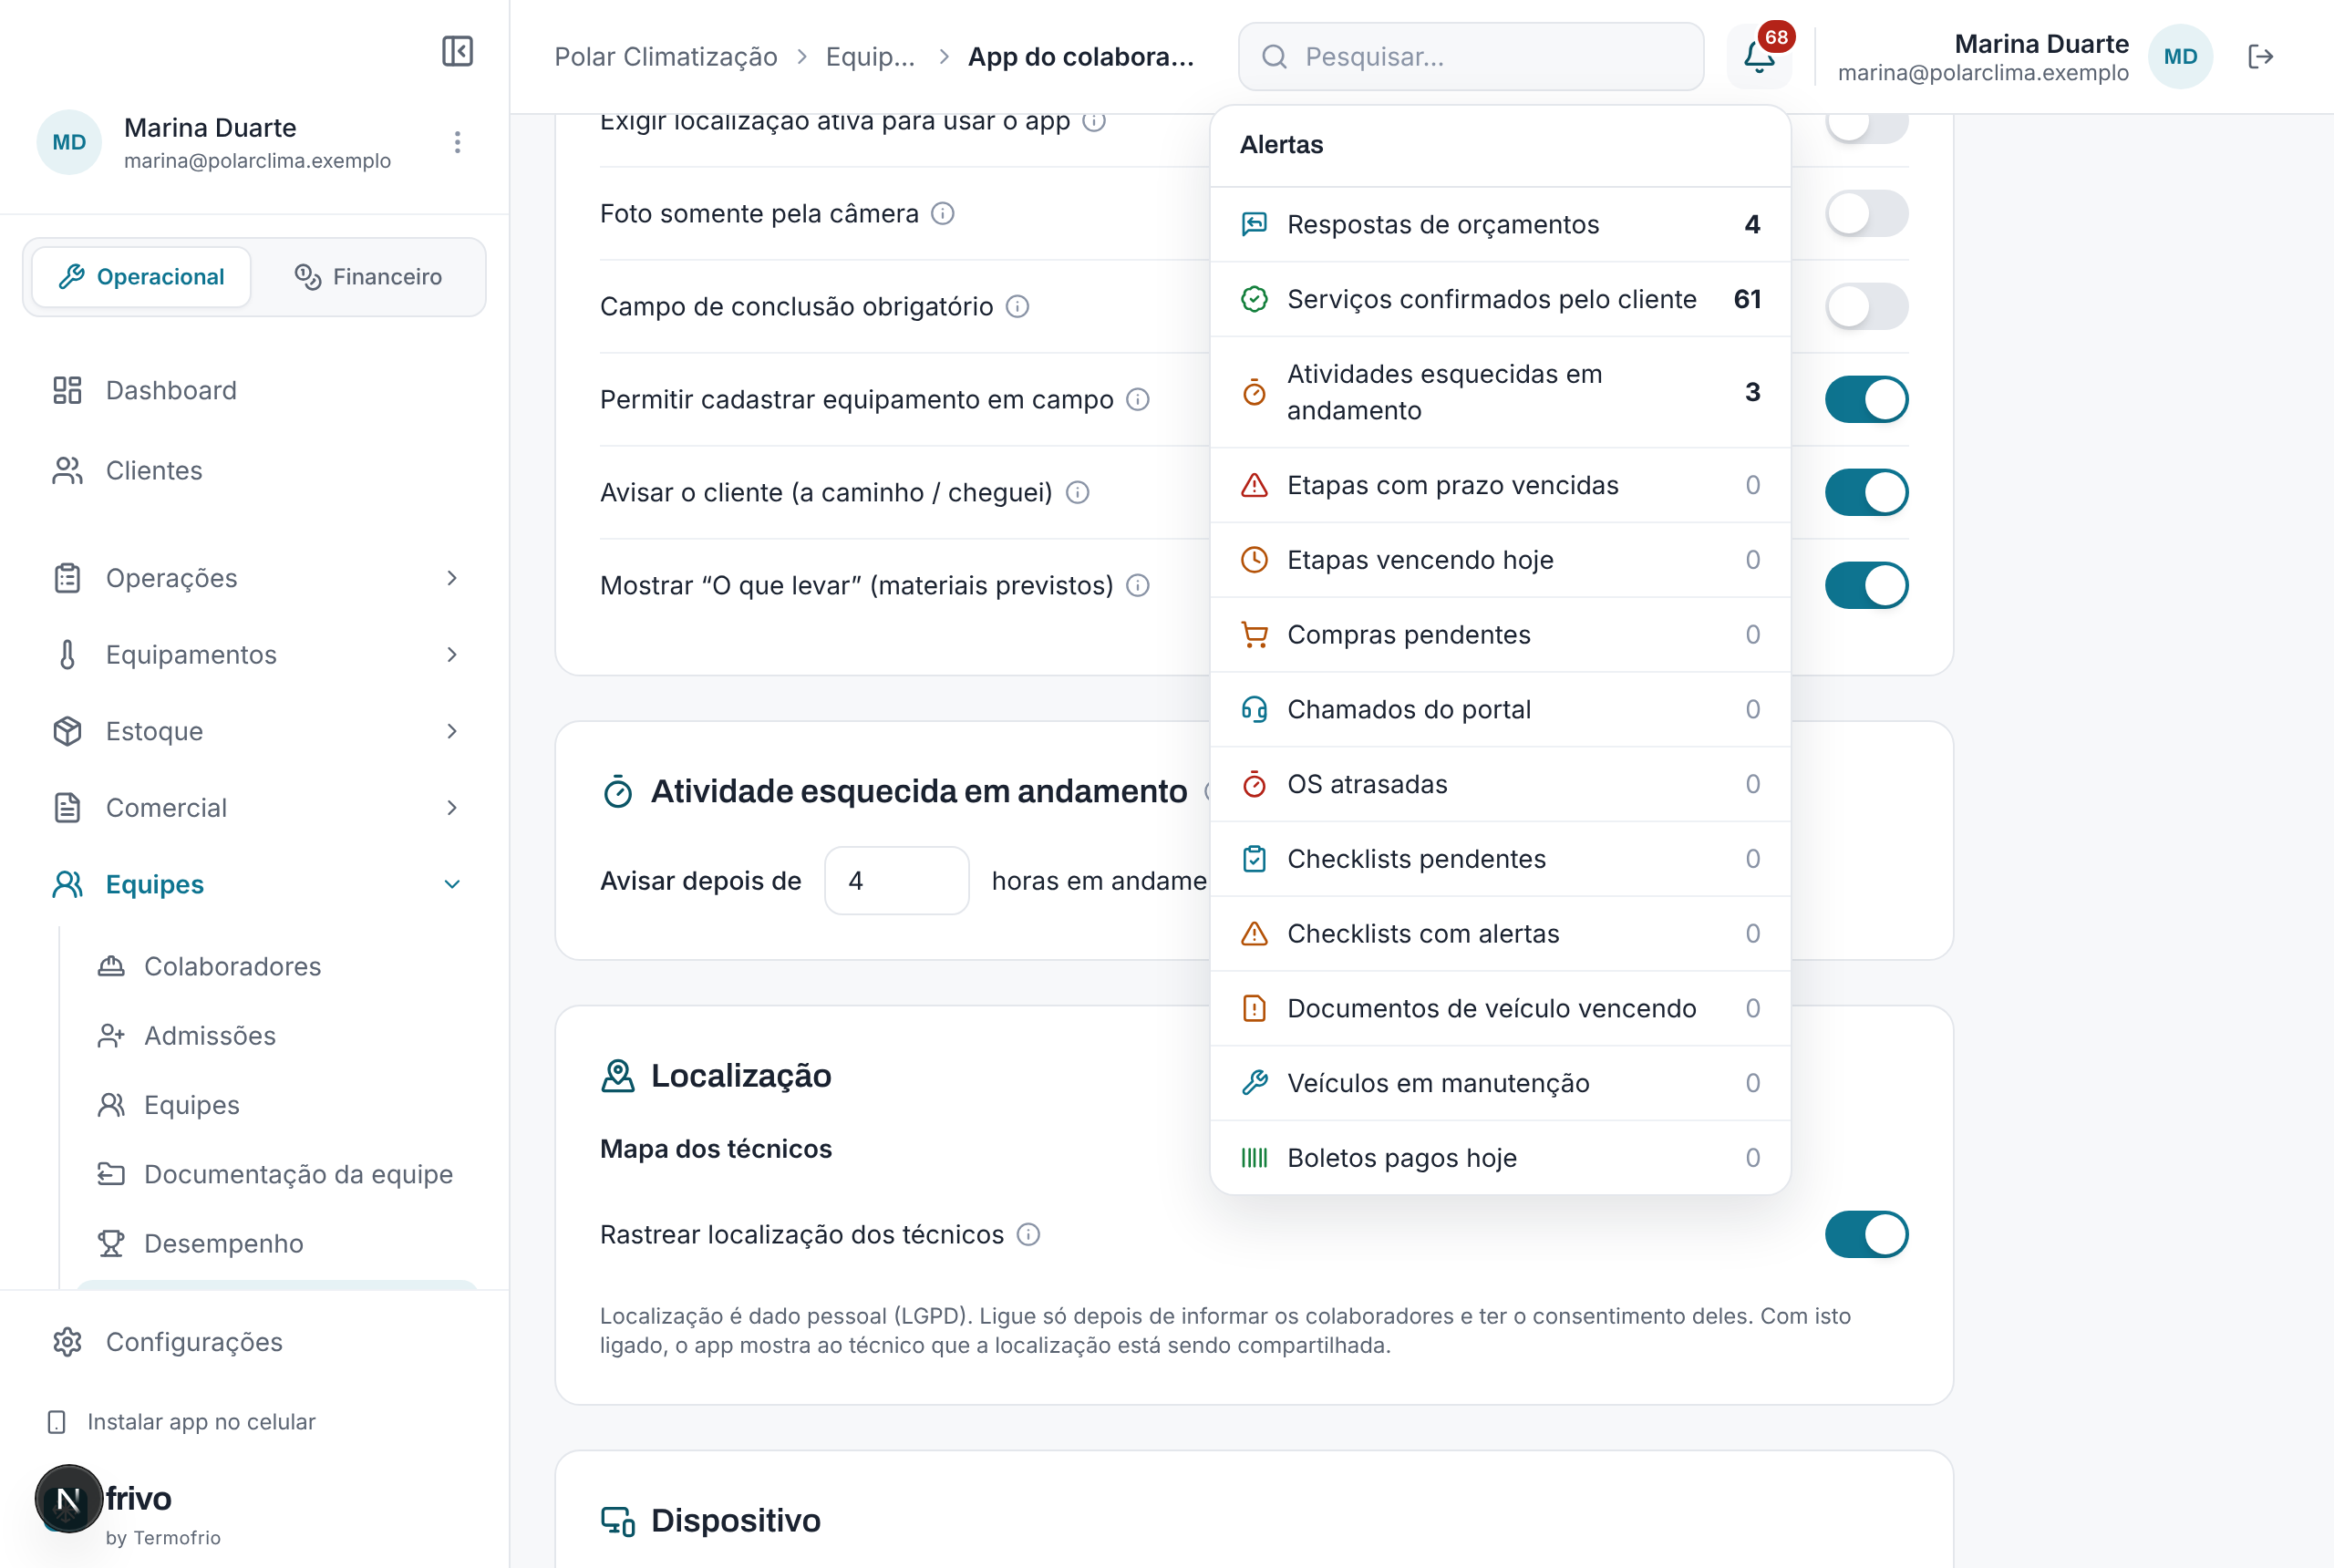 Marina Duarte
marina@polarclima.exemplo
MD
Operacional
Financeiro
Dashboard
Clientes
Operações
Equipamentos
Estoque
Comercial
Equipes
Colaboradores
Admissões
Equipes
Documentação da equipe
Desempenho
Configurações
Instalar app no celular
N
frivo
by Termofrio
Polar Climatização > Equip... > App do colabora...
Pesquisar...
68
Marina Duarte
marina@polarclima.exemplo
MD
Exigir localização ativa para usar o app
Foto somente pela câmera
Campo de conclusão obrigatório
Permitir cadastrar equipamento em campo
Avisar o cliente (a caminho / cheguei)
Mostrar “O que levar” (materiais previstos)
Atividade esquecida em andamento
Avisar depois de 4 horas em andame
Localização
Mapa dos técnicos
Rastrear localização dos técnicos
Localização é dado pessoal (LGPD). Ligue só depois de informar os colaboradores e ter o consentimento deles. Com isto
ligado, o app mostra ao técnico que a localização está sendo compartilhada.
Dispositivo
Alertas
Respostas de orçamentos 4
Serviços confirmados pelo cliente 61
Atividades esquecidas em
andamento 3
Etapas com prazo vencidas 0
Etapas vencendo hoje 0
Compras pendentes 0
Chamados do portal 0
OS atrasadas 0
Checklists pendentes 0
Checklists com alertas 0
Documentos de veículo vencendo 0
Veículos em manutenção 0
Boletos pagos hoje 0